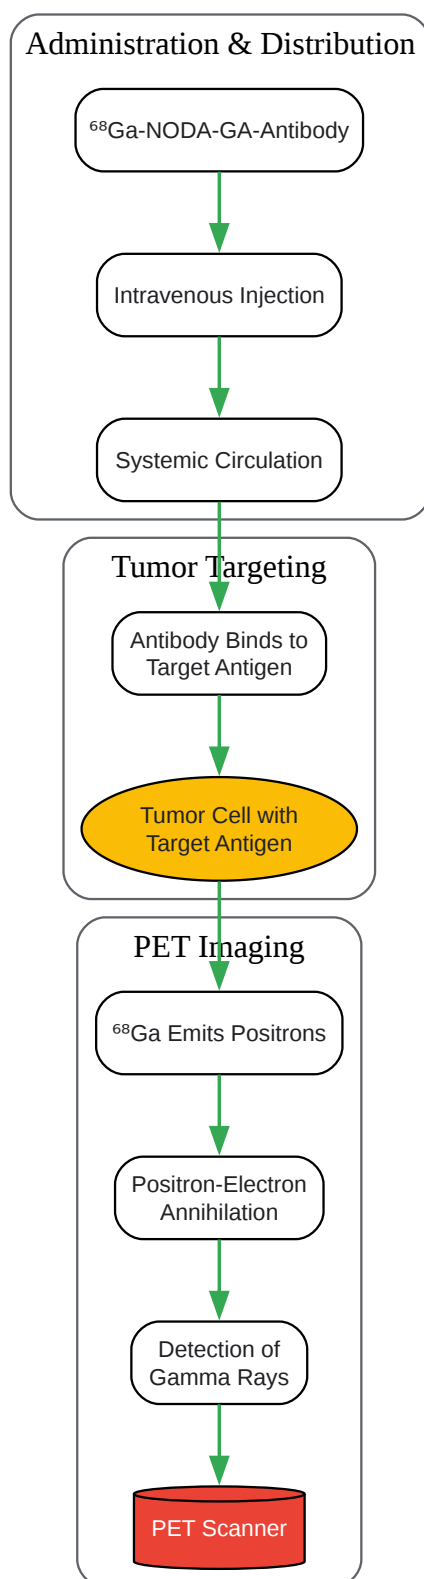 Administration & Distribution
⁶⁸Ga-NODA-GA-Antibody
Intravenous Injection
Systemic Circulation
Tumor Targeting
Antibody Binds to
Target Antigen
Tumor Cell with
Target Antigen
PET Imaging
⁶⁸Ga Emits Positrons
Positron-Electron
Annihilation
Detection of
Gamma Rays
PET Scanner